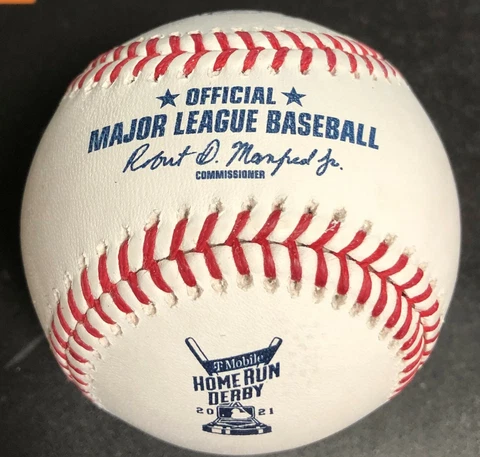 ★ OFFICIAL ★
MAJOR LEAGUE BASEBALL
Robert D. Manfred Jr.
COMMISSIONER
T Mobile
HOME RUN
DERBY
20 21